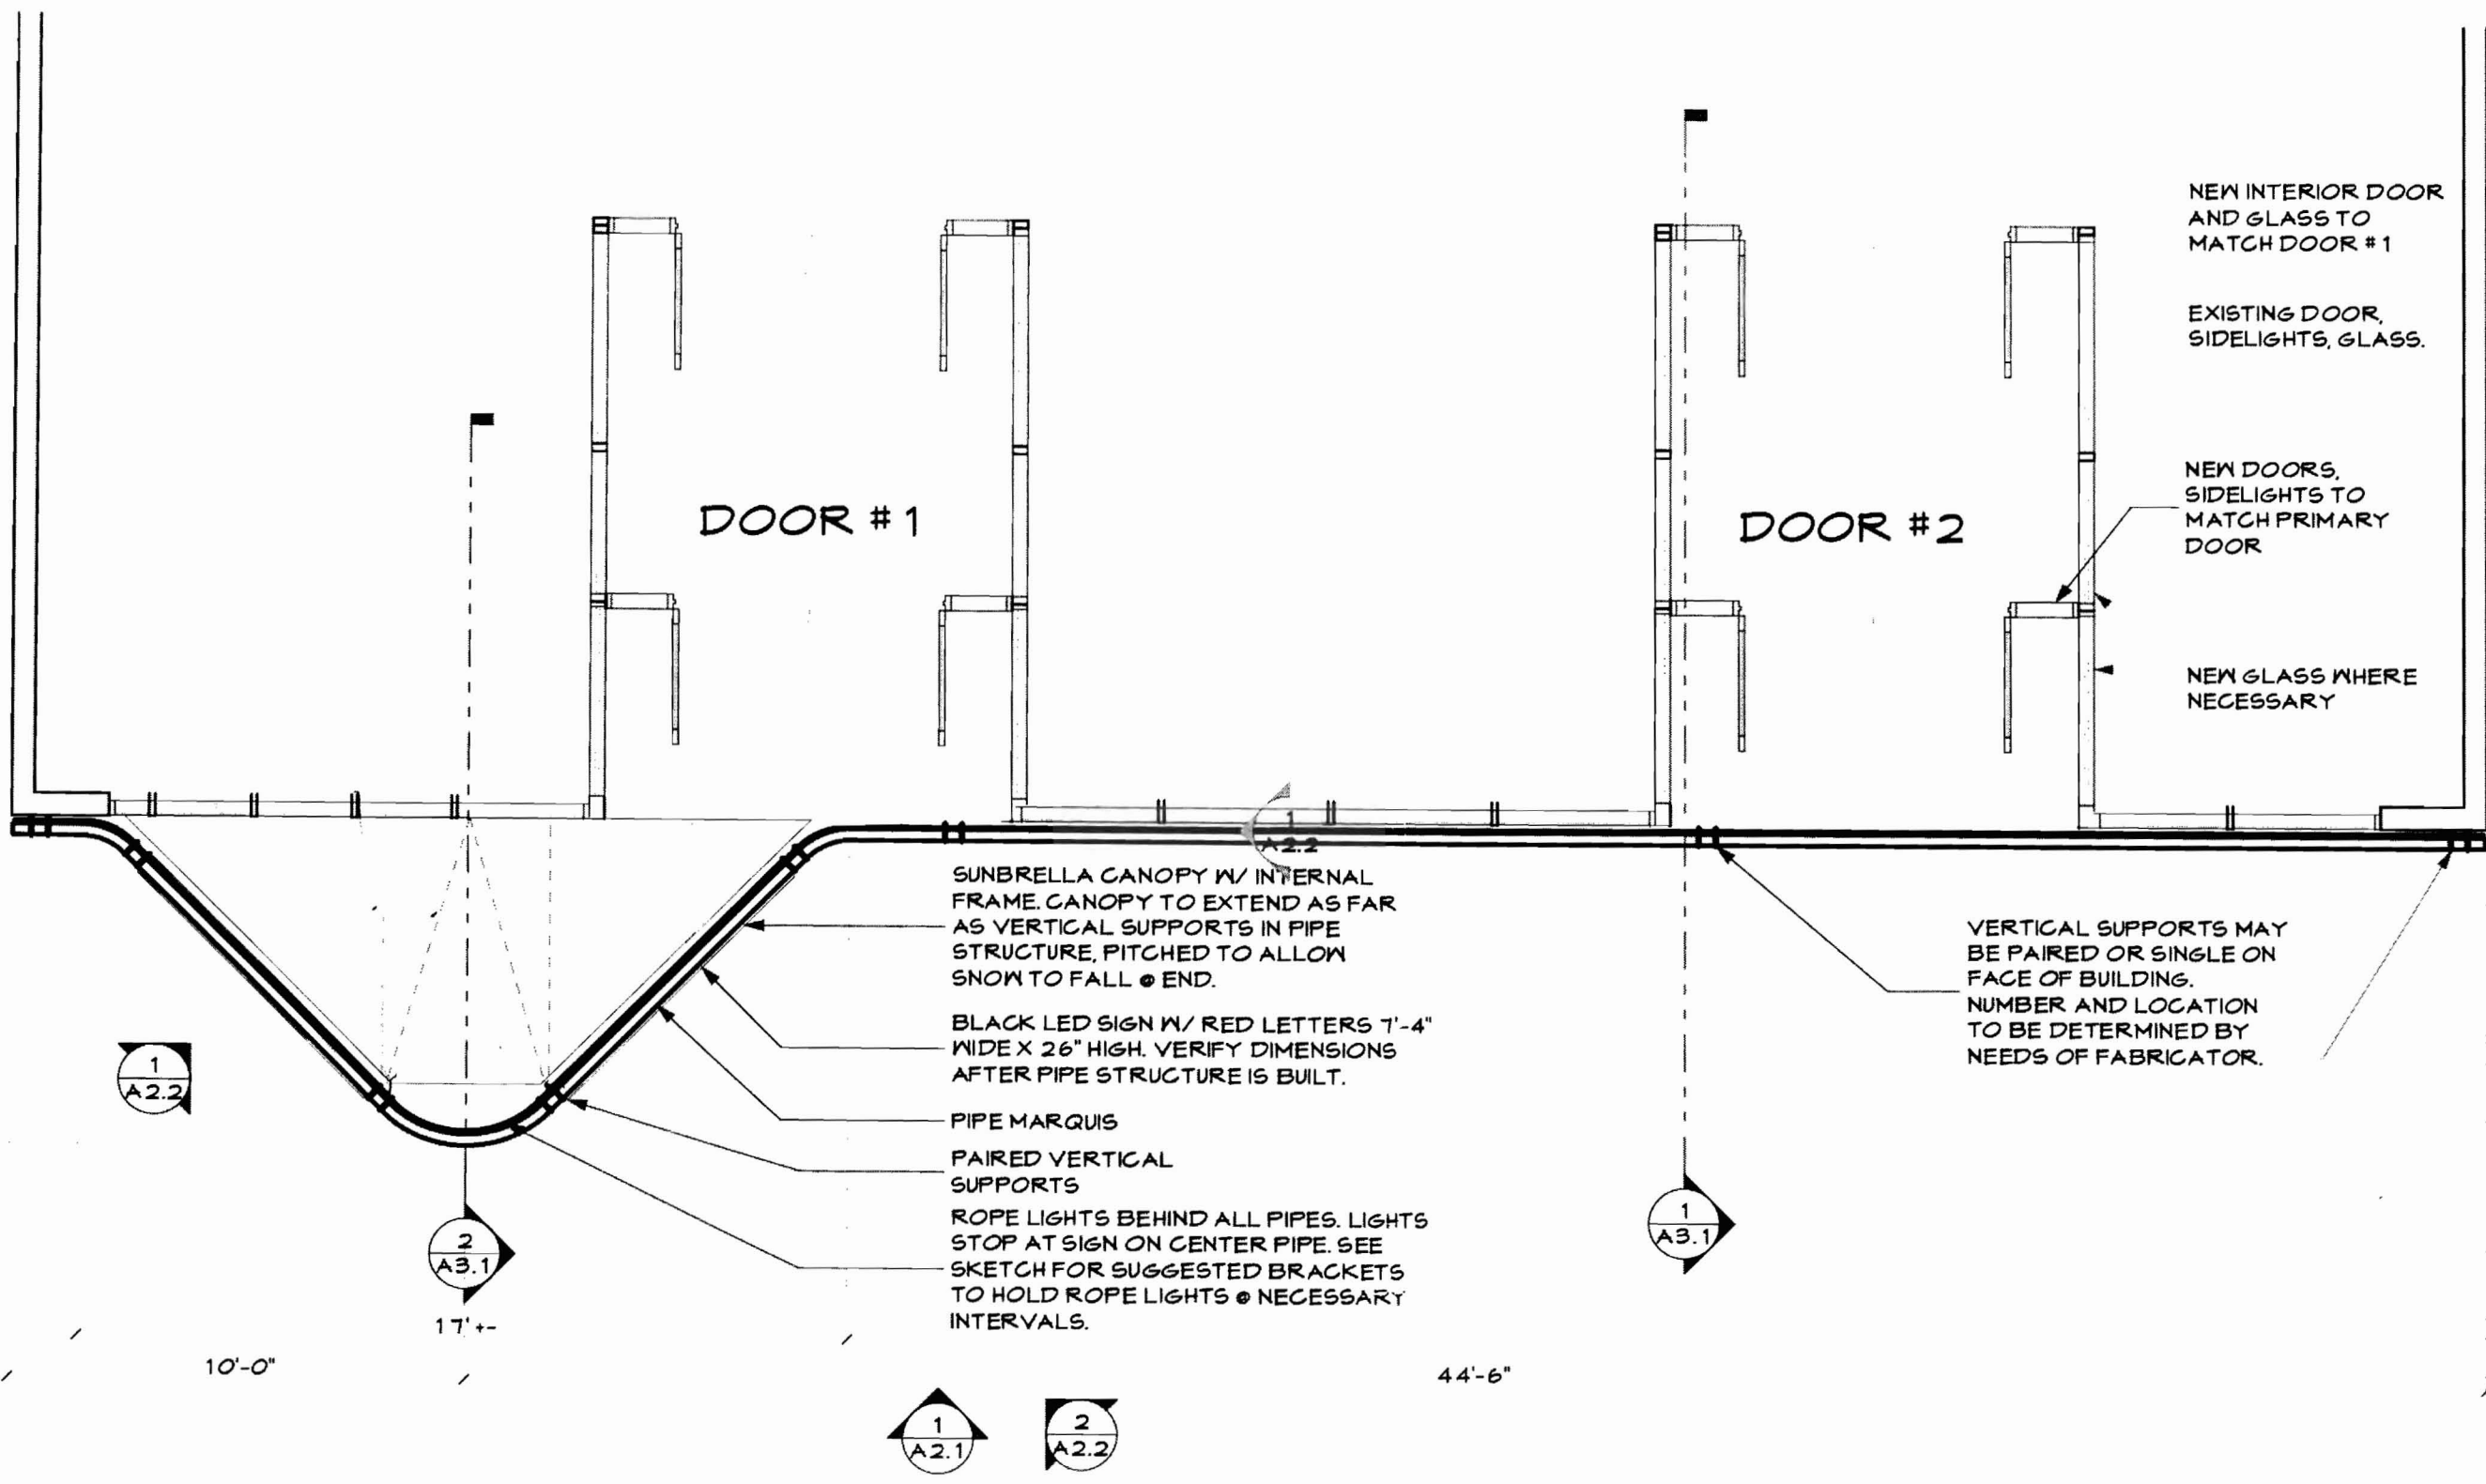 NEW INTERIOR DOOR
AND GLASS TO
MATCH DOOR #1
EXISTING DOOR,
SIDELIGHTS, GLASS.
DOOR #1
DOOR #2
NEW DOORS,
SIDELIGHTS TO
MATCH PRIMARY
DOOR
NEW GLASS WHERE
NECESSARY
1
A2.2
SUNBRELLA CANOPY W/ INTERNAL
FRAME. CANOPY TO EXTEND AS FAR
AS VERTICAL SUPPORTS IN PIPE
STRUCTURE, PITCHED TO ALLOW
SNOW TO FALL @ END.
BLACK LED SIGN W/ RED LETTERS 7'-4"
WIDE X 26" HIGH. VERIFY DIMENSIONS
AFTER PIPE STRUCTURE IS BUILT.
PIPE MARQUIS
PAIRED VERTICAL
SUPPORTS
ROPE LIGHTS BEHIND ALL PIPES. LIGHTS
STOP AT SIGN ON CENTER PIPE. SEE
SKETCH FOR SUGGESTED BRACKETS
TO HOLD ROPE LIGHTS @ NECESSARY
INTERVALS.
VERTICAL SUPPORTS MAY
BE PAIRED OR SINGLE ON
FACE OF BUILDING.
NUMBER AND LOCATION
TO BE DETERMINED BY
NEEDS OF FABRICATOR.
1
A2.2
2
A3.1
1
A3.1
17'+-
10'-0"
44'-6"
1
A2.1
2
A2.2